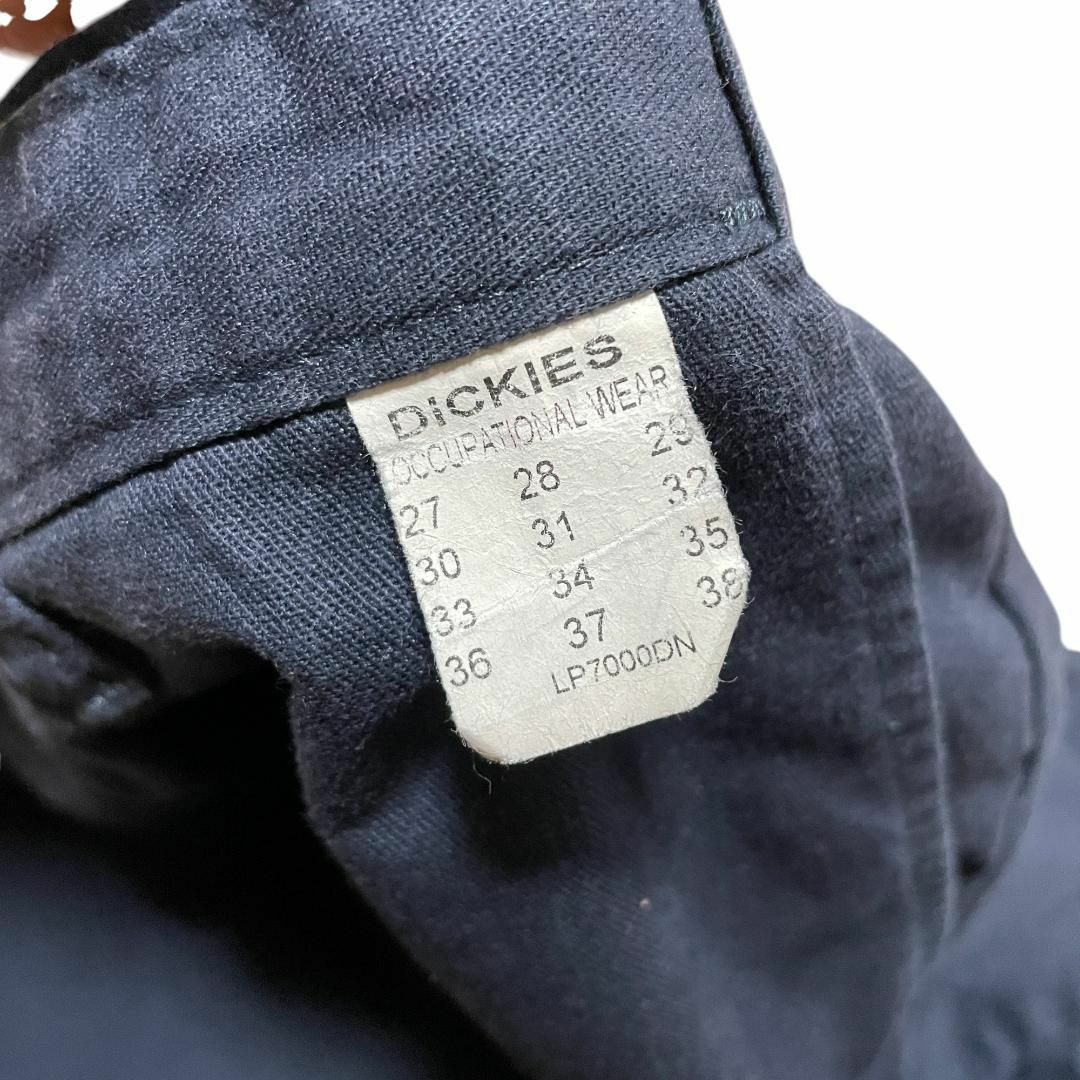 DiCKIES
OCCUPATIONAL WEAR
27 28 29
30 31 32
33 34 35
36 37 38
LP7000DN